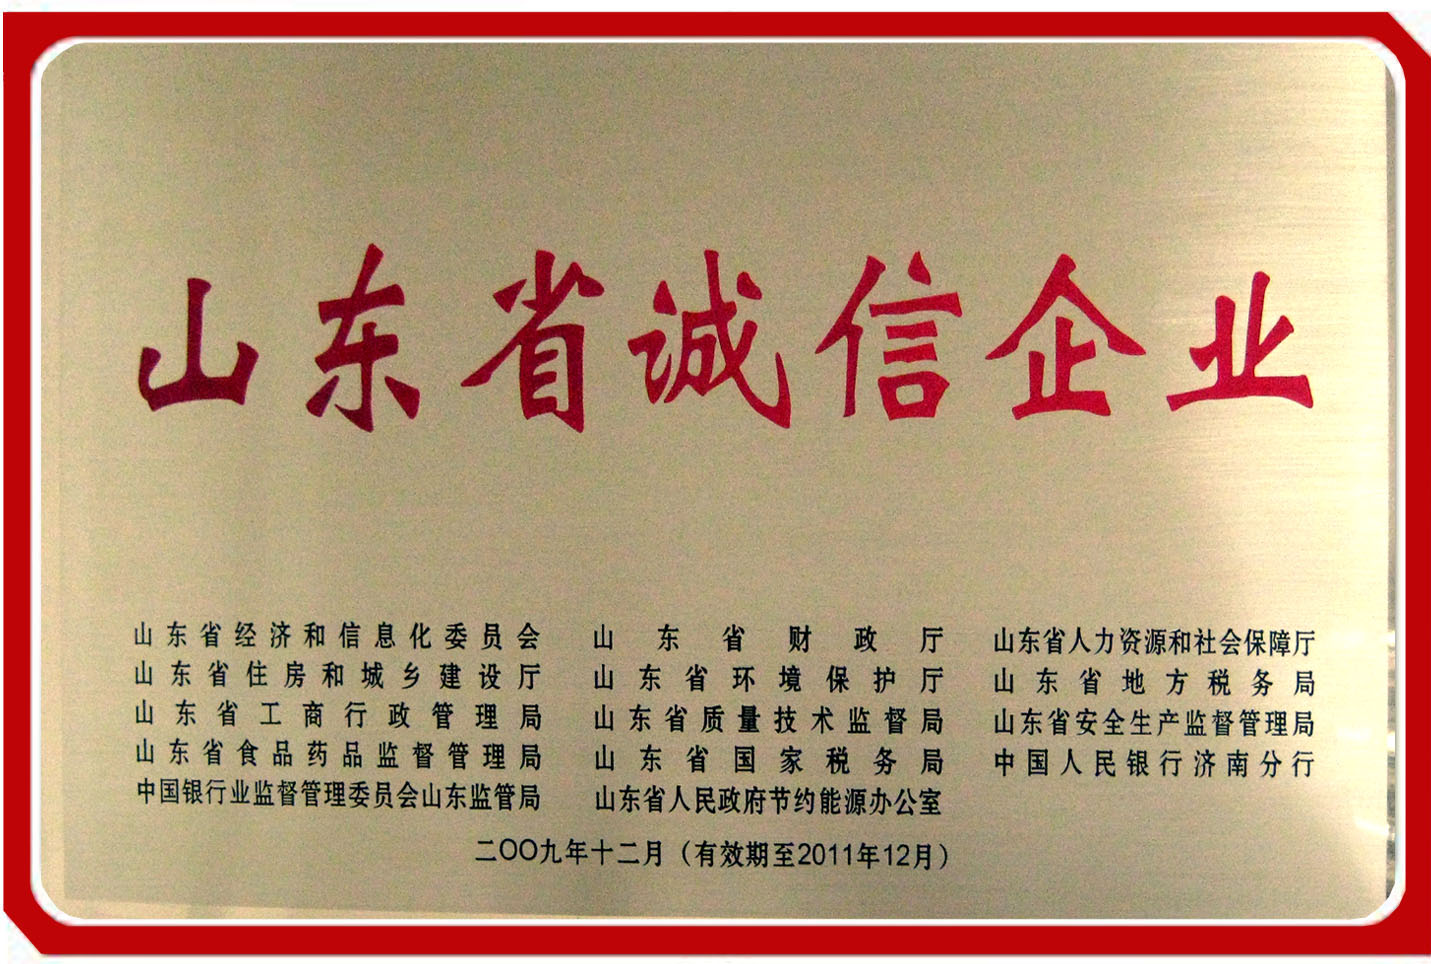 山东省诚信企业
山东省经济和信息化委员会 山东省财政厅 山东省人力资源和社会保障厅
山东省住房和城乡建设厅 山东省环境保护厅 山东省地方税务局
山东省工商行政管理局 山东省质量技术监督局 山东省安全生产监督管理局
山东省食品药品监督管理局 山东省国家税务局 中国人民银行济南分行
中国银行业监督管理委员会山东监管局 山东省人民政府节约能源办公室
二〇〇九年十二月（有效期至2011年12月）